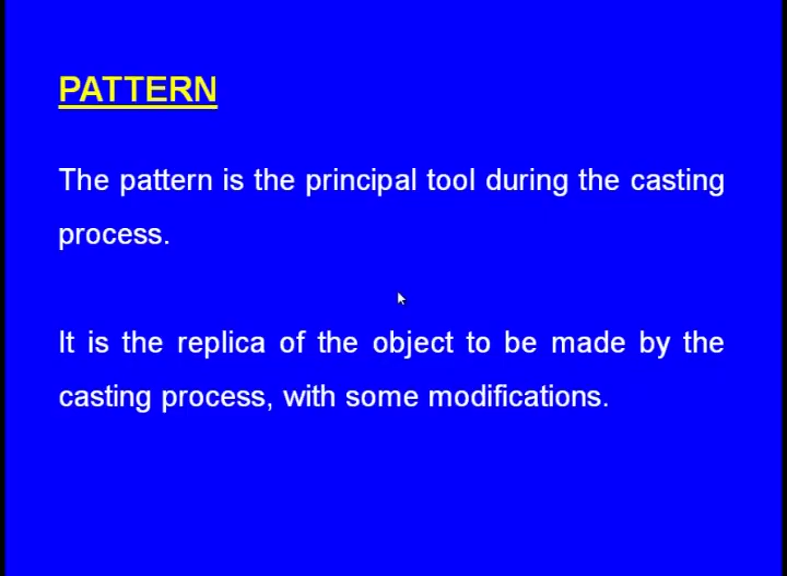 PATTERN
The pattern is the principal tool during the casting
process.
It is the replica of the object to be made by the
casting process, with some modifications.